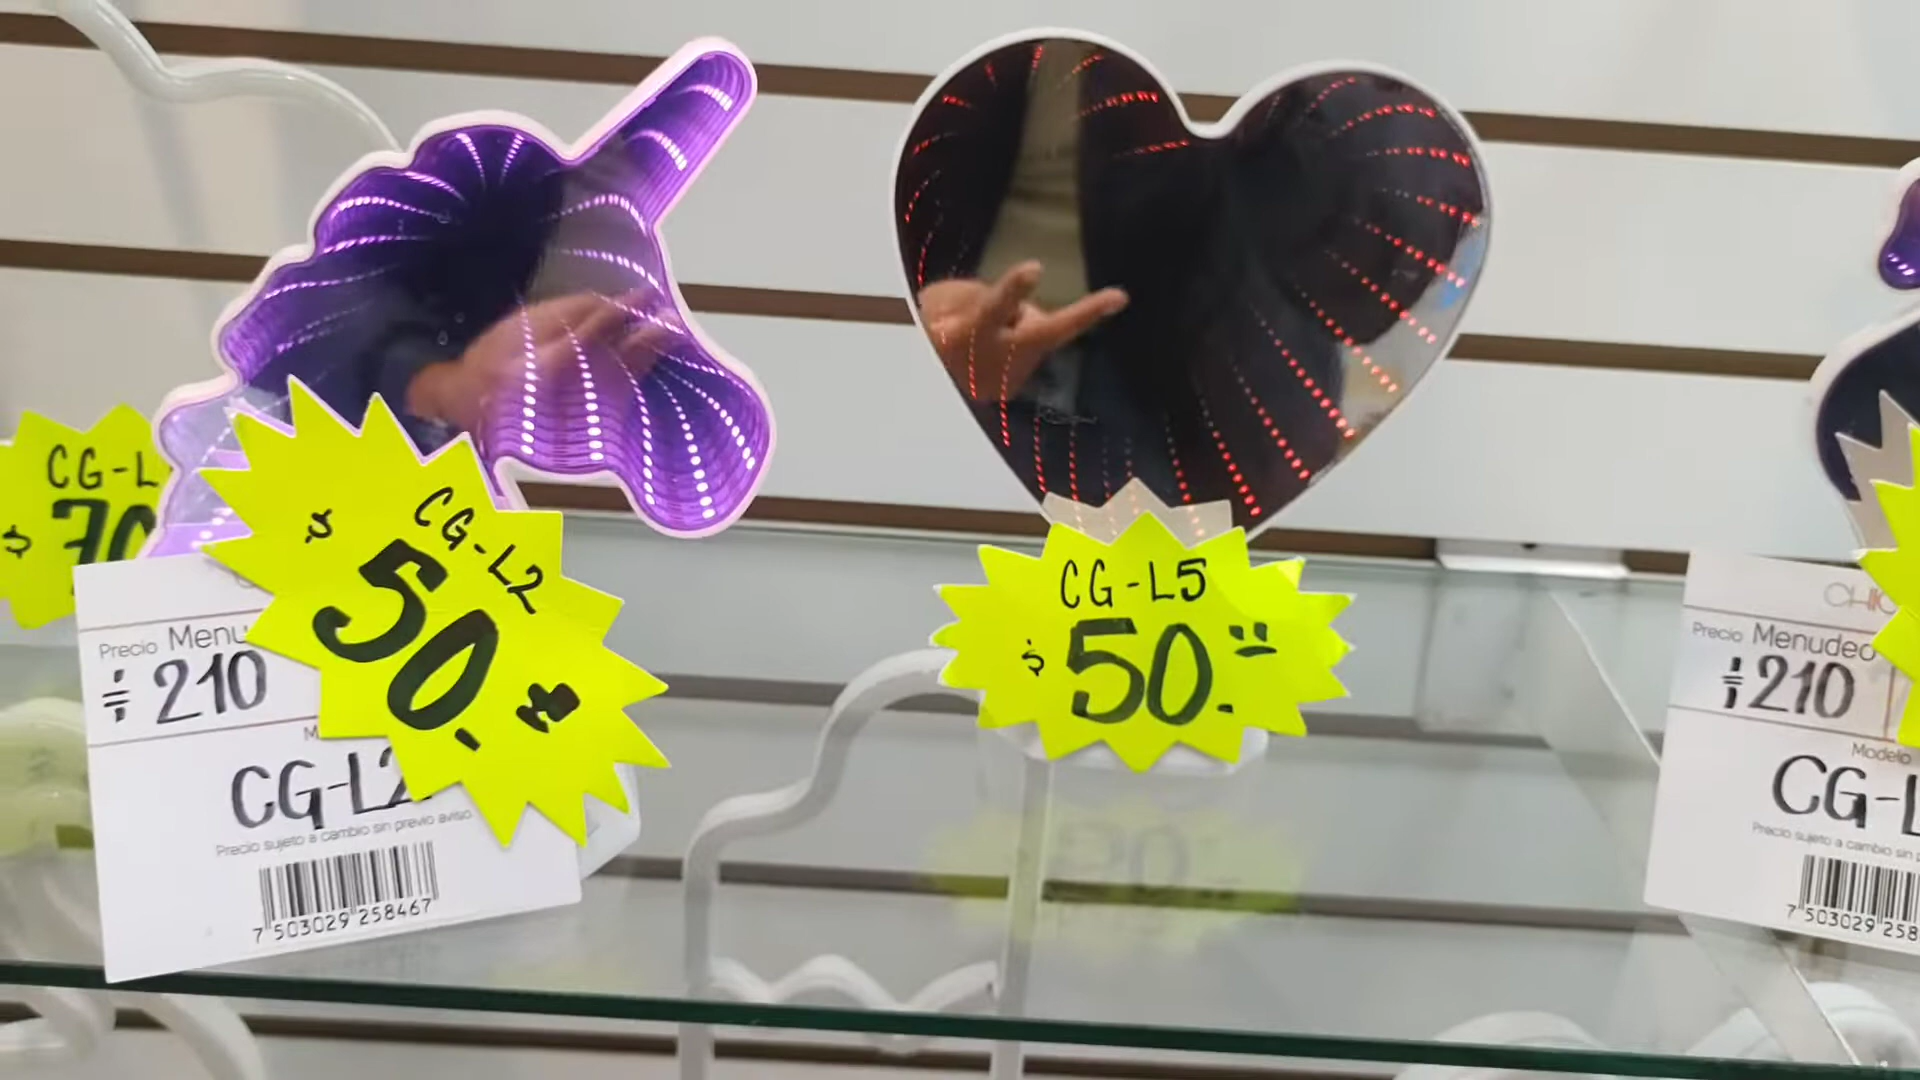 CG-L
$ 70
CG-L2
$ 50.
Precio Menu
210
CG-L2
Precio sujeto a cambio sin previo aviso
7 503029 258467
CG-L5
$ 50.=
Precio Menudeo
210
Modelo
CG-L
Precio sujeto a cambio sin p
7 503029 258